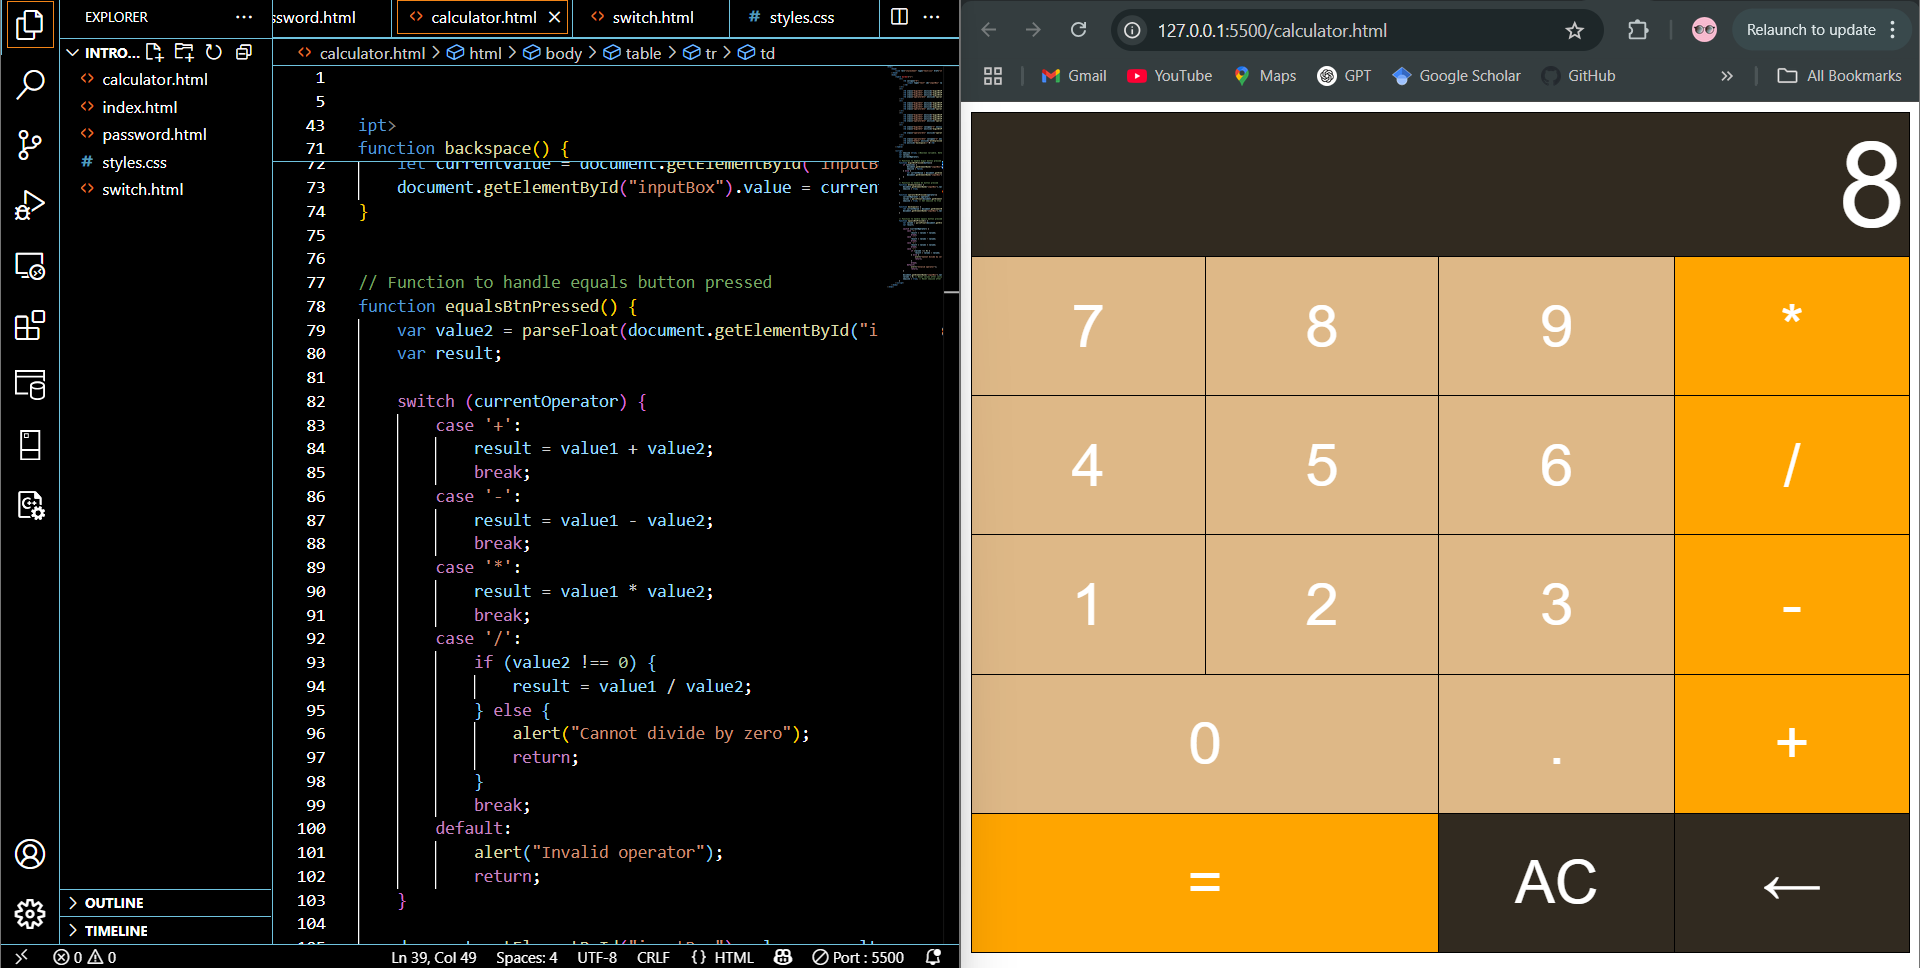 EXPLORER
INTRO...
calculator.html
index.html
password.html
styles.css
switch.html
OUTLINE
TIMELINE
ssword.html
calculator.html
switch.html
# styles.css
calculator.html > html > body > table > tr > td
1
5
43 ipt>
71 function backspace() {
72 let currentValue = document.getElementById("inputB
73 document.getElementById("inputBox").value = curren
74 }
75
76
77 // Function to handle equals button pressed
78 function equalsBtnPressed() {
79 var value2 = parseFloat(document.getElementById("i
80 var result;
81
82 switch (currentOperator) {
83 case '+':
84 result = value1 + value2;
85 break;
86 case '-':
87 result = value1 - value2;
88 break;
89 case '*':
90 result = value1 * value2;
91 break;
92 case '/':
93 if (value2 !== 0) {
94 result = value1 / value2;
95 } else {
96 alert("Cannot divide by zero");
97 return;
98 }
99 break;
100 default:
101 alert("Invalid operator");
102 return;
103 }
104
0 0
Ln 39, Col 49 Spaces: 4 UTF-8 CRLF {} HTML Port : 5500
127.0.0.1:5500/calculator.html
Relaunch to update
Gmail YouTube Maps GPT Google Scholar GitHub » All Bookmarks
8
7 8 9 *
4 5 6 /
1 2 3 -
0 . +
= AC ←